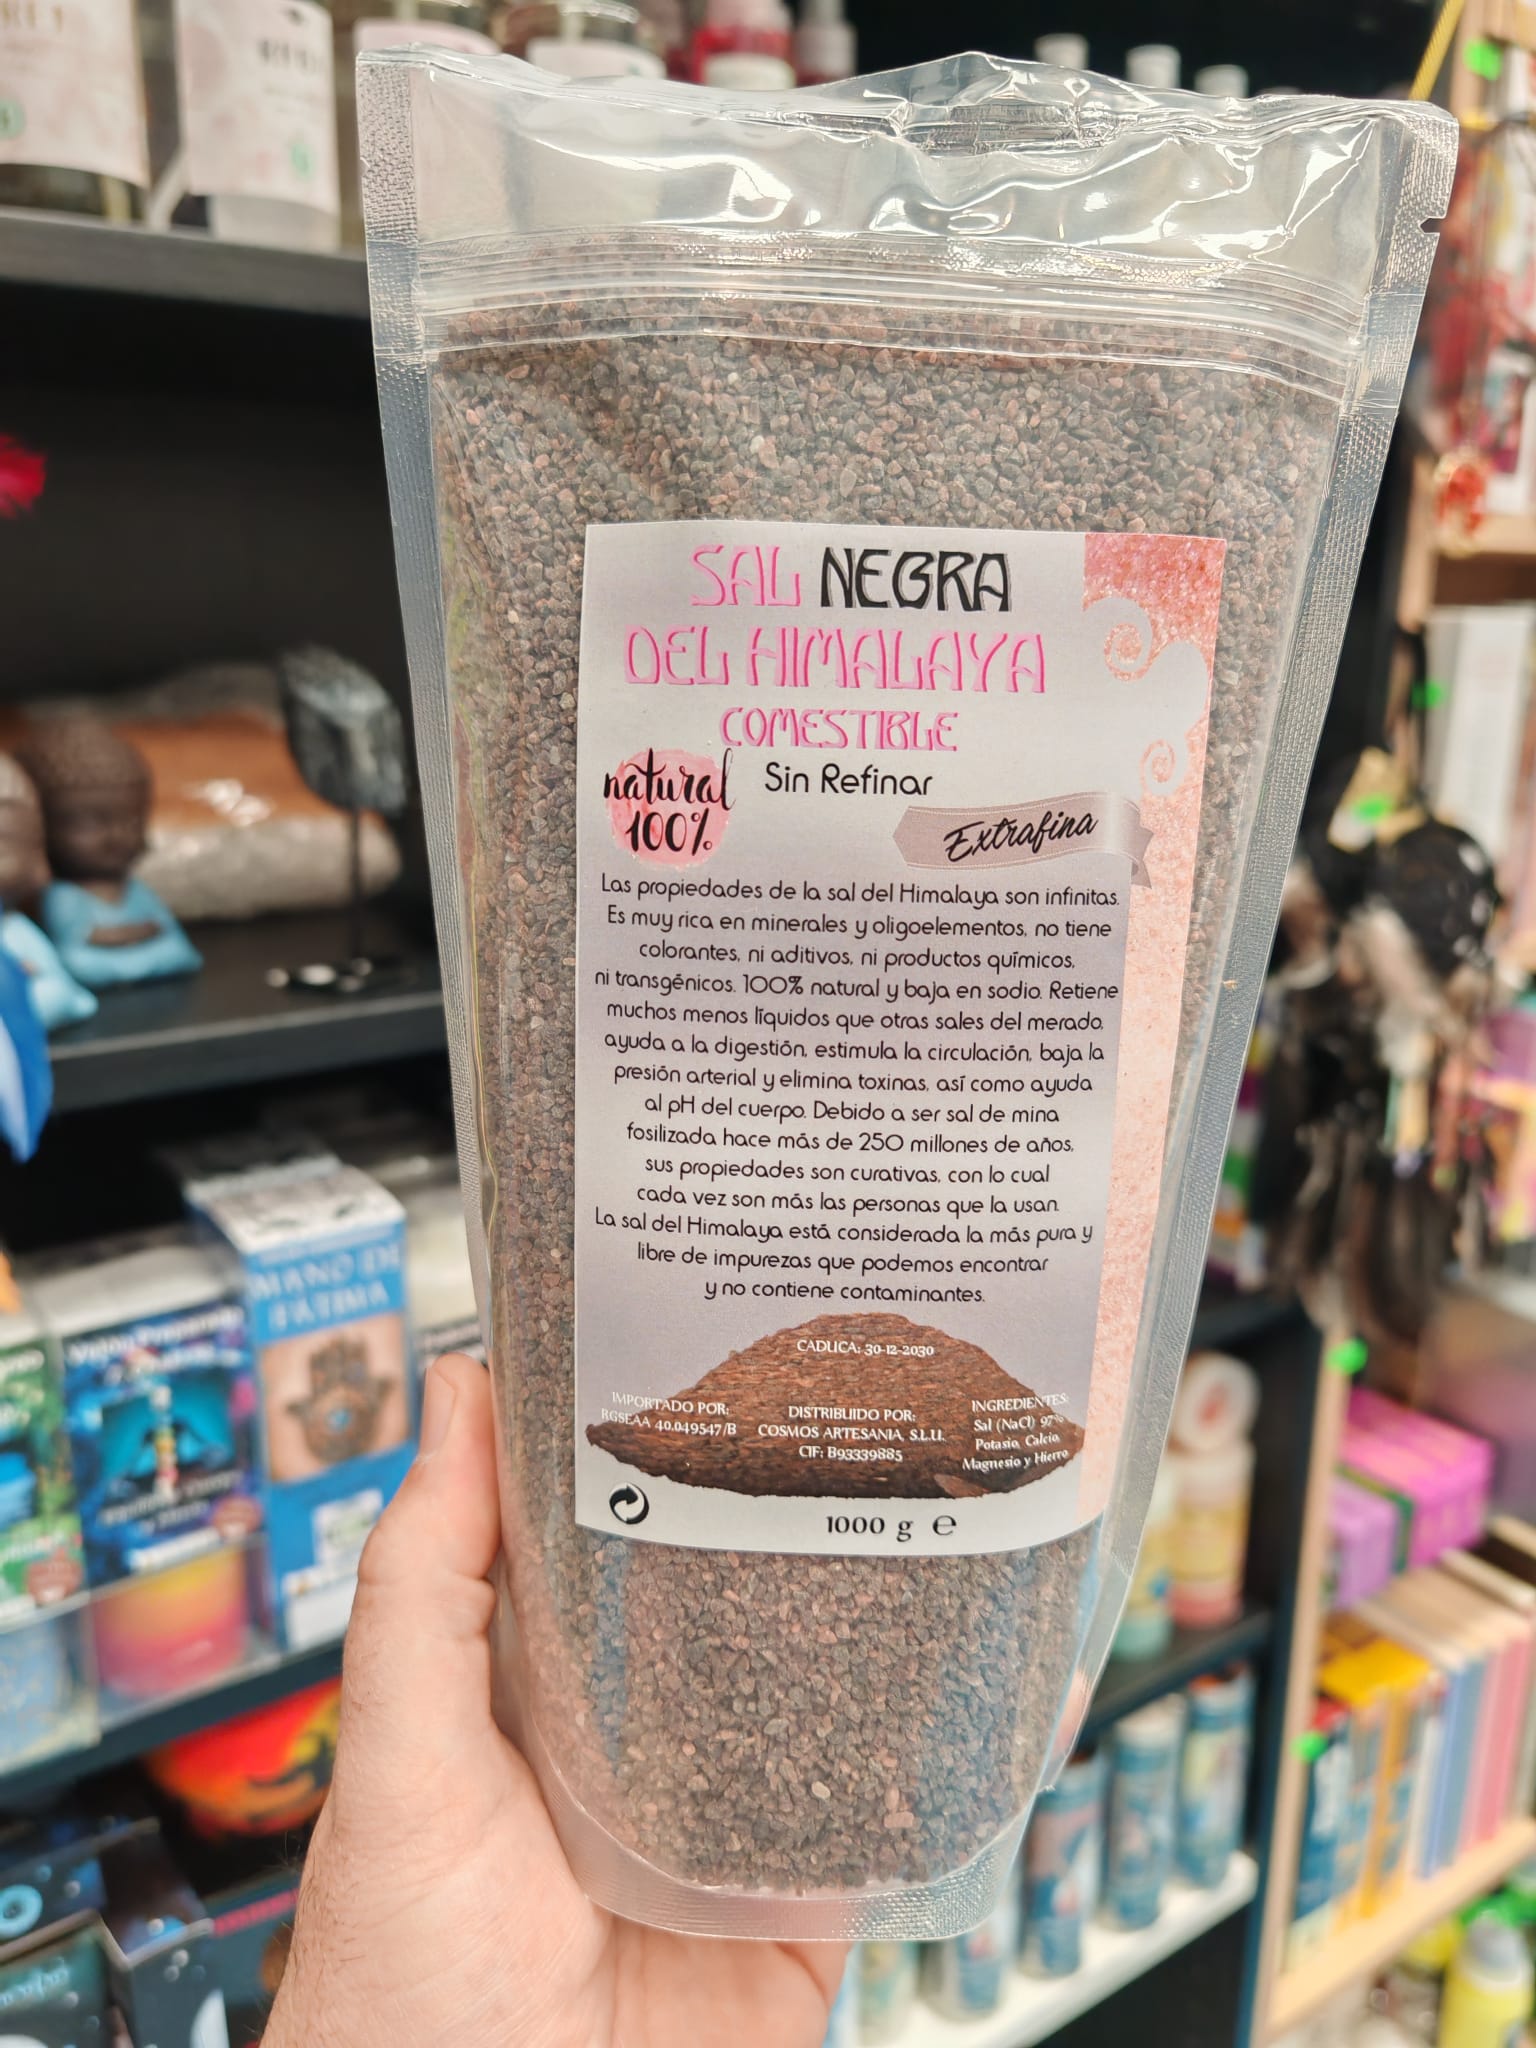 SAL NEGRA
DEL HIMALAYA
COMESTIBLE
natural
100%
Sin Refinar
Extrafina
Las propiedades de la sal del Himalaya son infinitas.
Es muy rica en minerales y oligoelementos, no tiene
colorantes, ni aditivos, ni productos químicos,
ni transgénicos. 100% natural y baja en sodio. Retiene
muchos menos líquidos que otras sales del merado,
ayuda a la digestión, estimula la circulación, baja la
presión arterial y elimina toxinas, así como ayuda
al pH del cuerpo. Debido a ser sal de mina
fosilizada hace más de 250 millones de años,
sus propiedades son curativas, con lo cual
cada vez son más las personas que la usan.
La sal del Himalaya está considerada la más pura y
libre de impurezas que podemos encontrar
y no contiene contaminantes.
CADUCA: 30-12-2030
IMPORTADO POR:
RGSEAA 40.049547/B
DISTRIBUIDO POR:
COSMOS ARTESANIA, S.L.U.
CIF: B93339885
INGREDIENTES:
Sal (NaCl) 97%
Potasio, Calcio,
Magnesio y Hierro
1000 g ℮
MANO DE
FÁTIMA